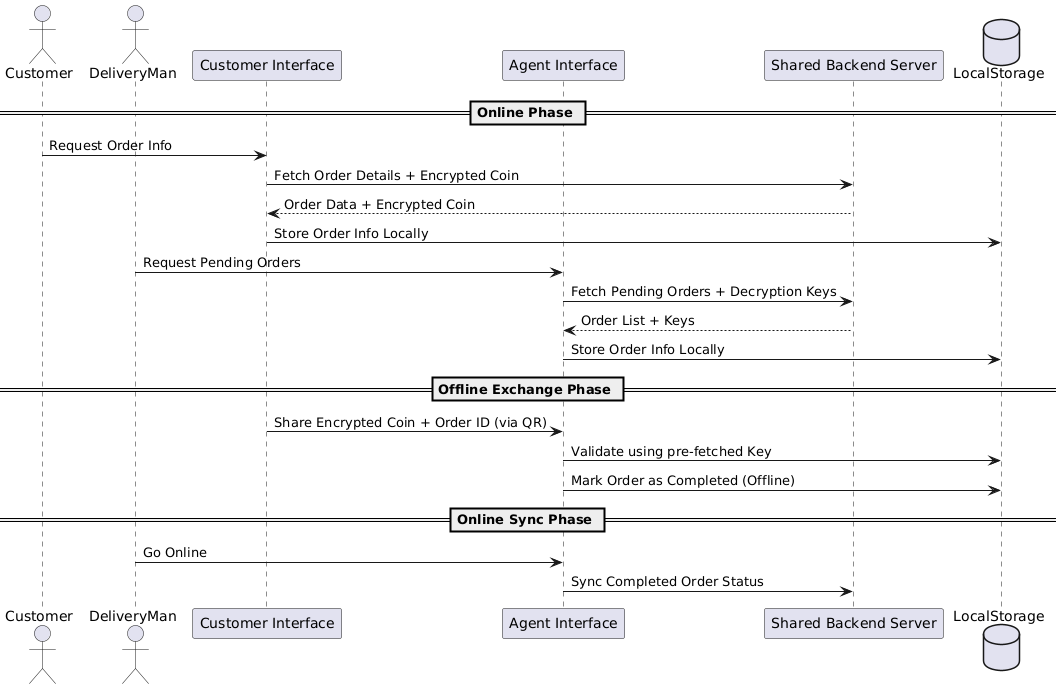 Customer
DeliveryMan
Customer Interface
Agent Interface
Shared Backend Server
LocalStorage
Online Phase
Request Order Info
Fetch Order Details + Encrypted Coin
Order Data + Encrypted Coin
Store Order Info Locally
Request Pending Orders
Fetch Pending Orders + Decryption Keys
Order List + Keys
Store Order Info Locally
Offline Exchange Phase
Share Encrypted Coin + Order ID (via QR)
Validate using pre-fetched Key
Mark Order as Completed (Offline)
Online Sync Phase
Go Online
Sync Completed Order Status
Customer
DeliveryMan
Customer Interface
Agent Interface
Shared Backend Server
LocalStorage